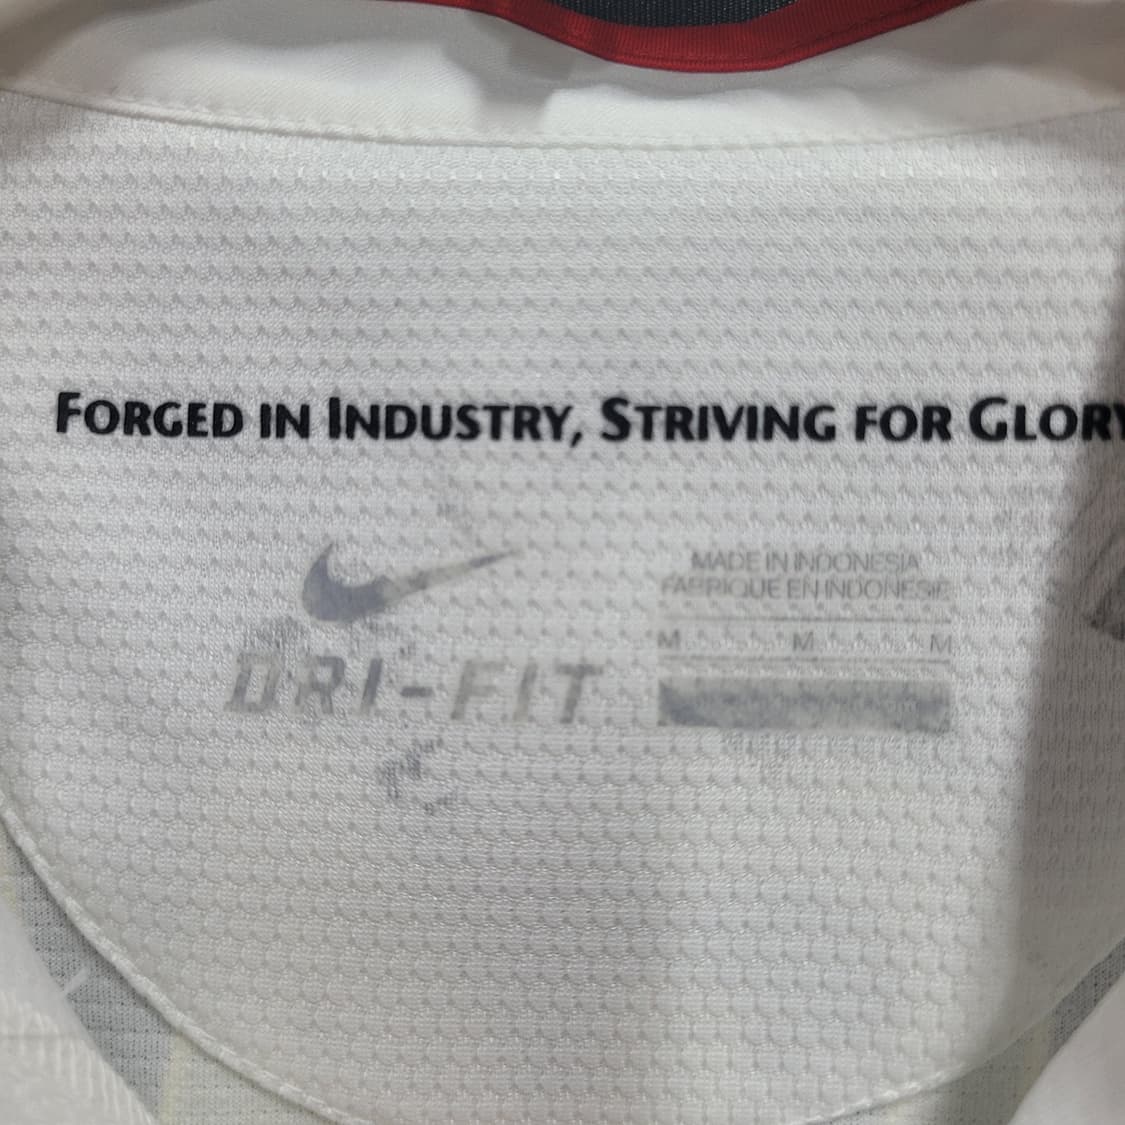 FORGED IN INDUSTRY, STRIVING FOR GLORY
DRI-FIT
MADE IN INDONESIA
FABRIQUE EN INDONESIE
M M M